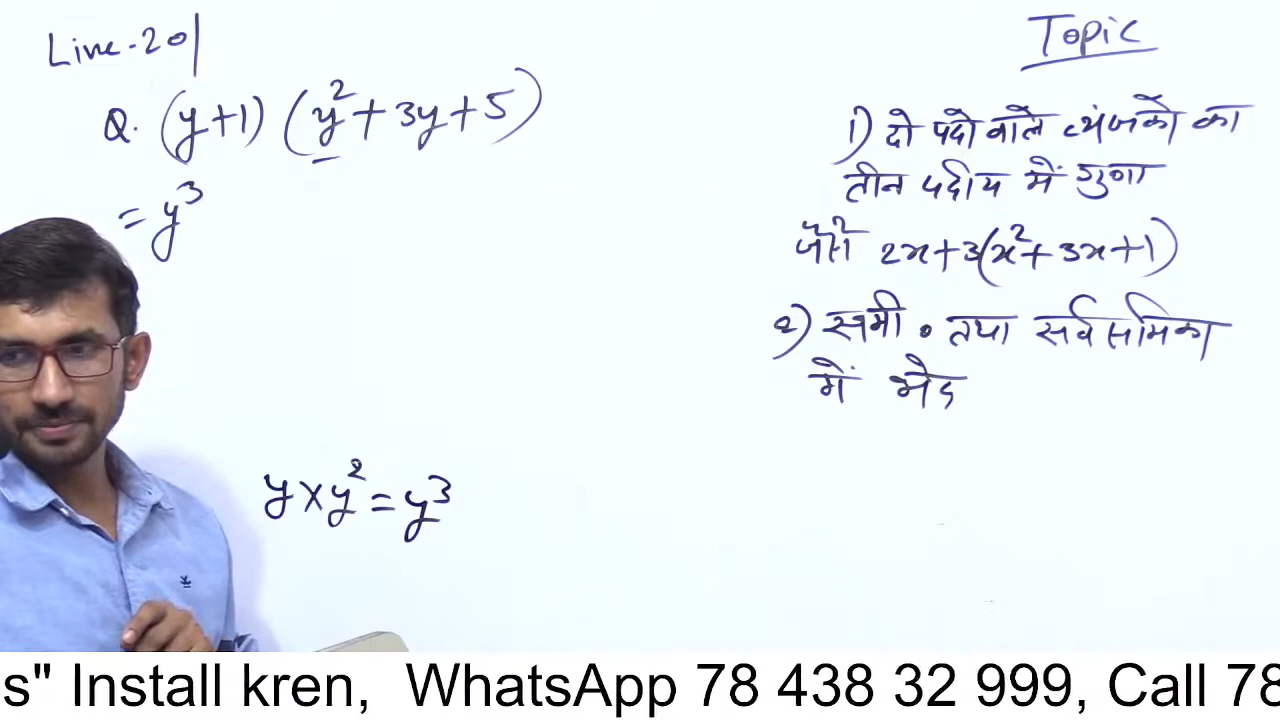 Line-201
Q. (y+1) (y²+3y+5)
= y³
y×y²=y³
Topic
1) दो पदो वाले व्यंजको का
तीन पदीय में गुणा
जैसे 2x+3(x²+3x+1)
2) समी० तथा सर्वसमिका
में भेद
s" Install kren, WhatsApp 78 438 32 999, Call 78